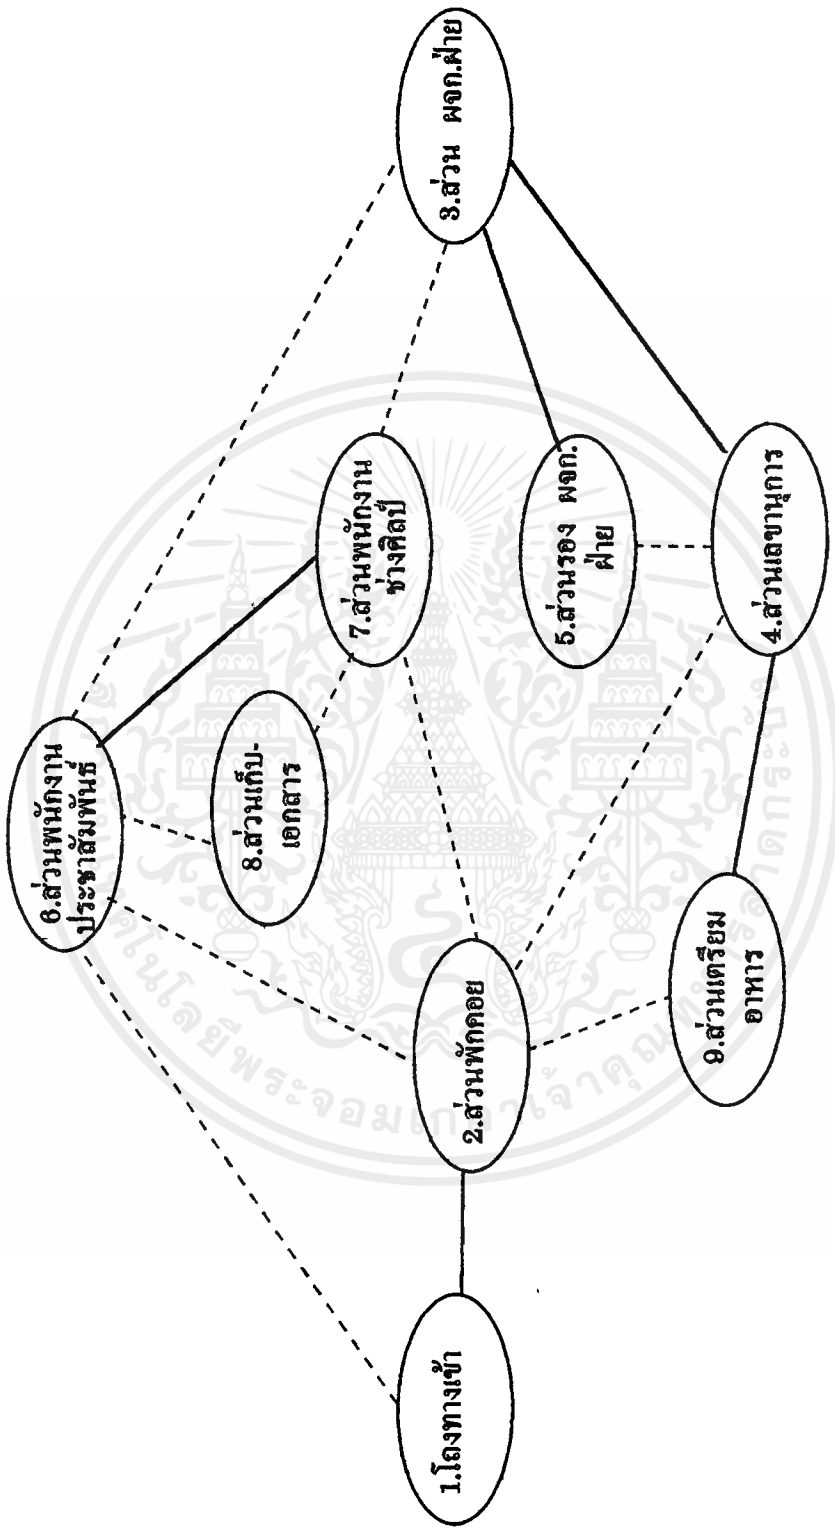 1.โถงทางเข้า
2.ส่วนพักคอย
3.ส่วน ผจก.ฝ่าย
4.ส่วนเลขานุการ
5.ส่วนรอง ผจก.
ฝ่าย
6.ส่วนพนักงาน
ประชาสัมพันธ์
7.ส่วนพนักงาน
ช่างศิลป์
8.ส่วนเก็บ-
เอกสาร
9.ส่วนเตรียม
อาหาร